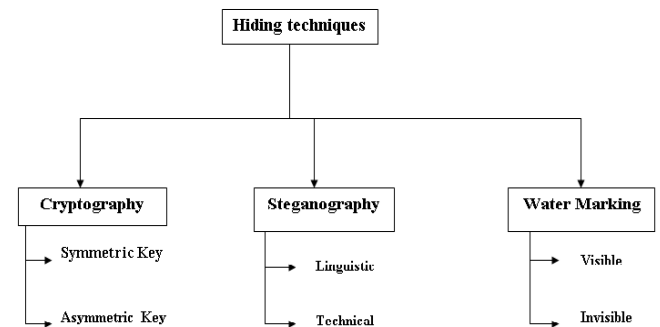 Hiding techniques
Cryptography
Steganography
Water Marking
Symmetric Key
Linguistic
Visible
Asymmetric Key
Technical
Invisible